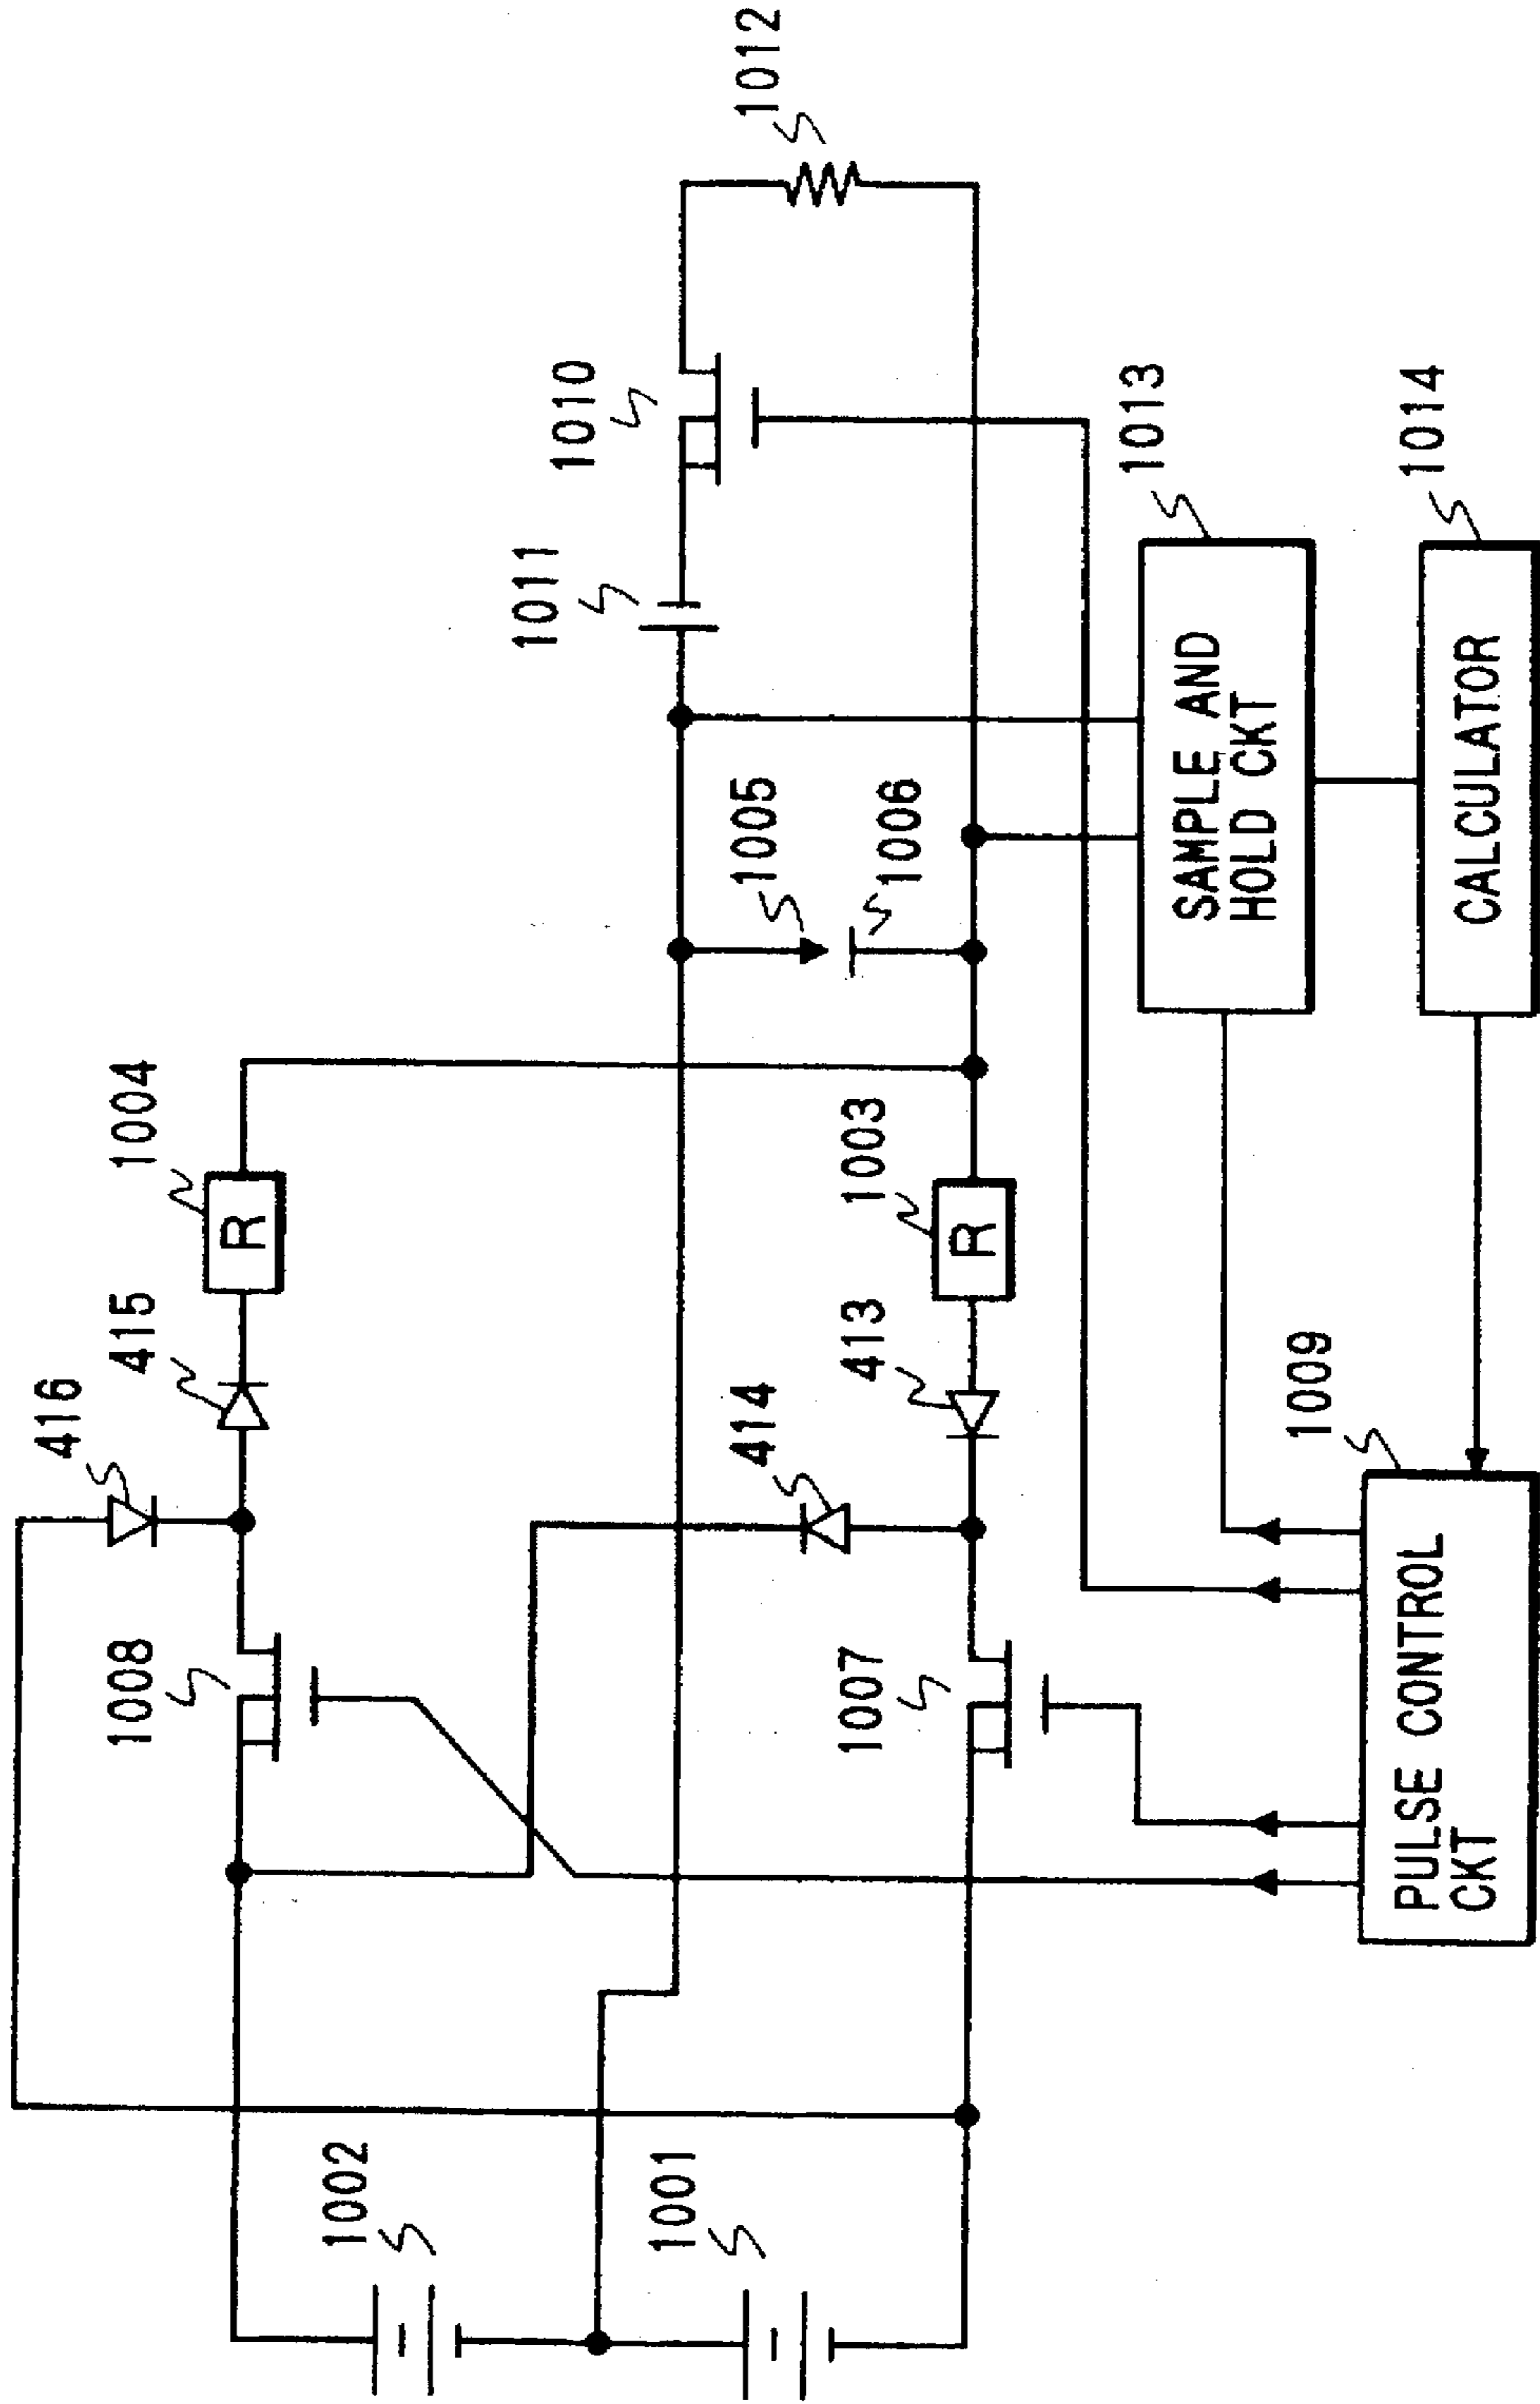 1002
1001
416
415
1004
1008
414
413
1003
1007
1005
1006
1011
1010
1012
R
R
1009
PULSE CONTROL
CKT
1013
SAMPLE AND
HOLD CKT
1014
CALCULATOR